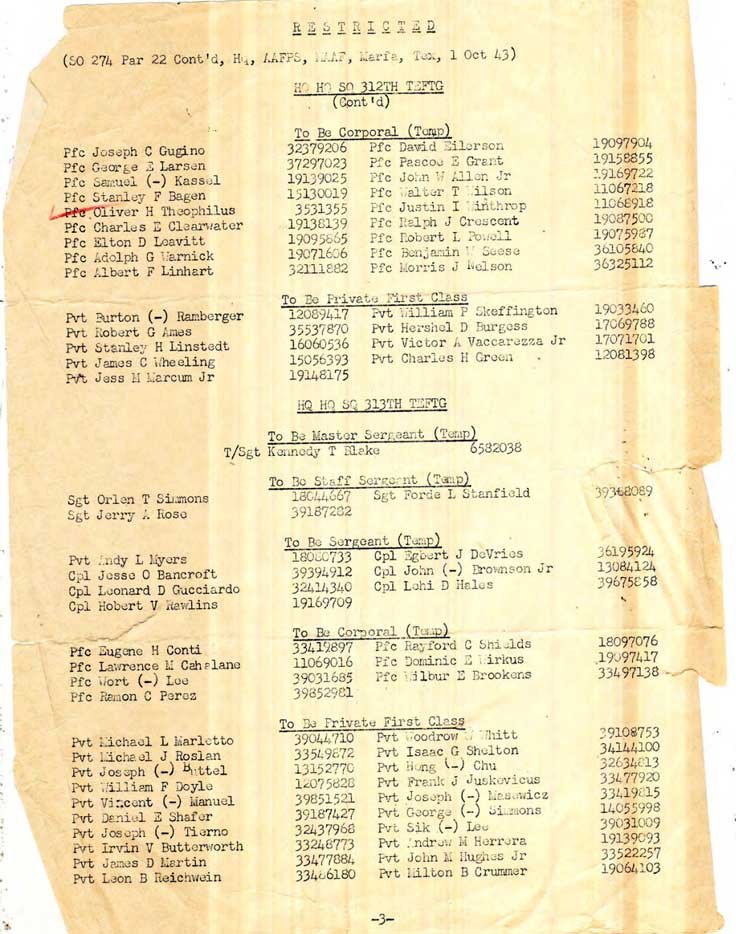 R E S T R I C T E D
(SO 274 Par 22 Cont'd, Hq, AAFPS, MAAF, Marfa, Tex, 1 Oct 43)
HQ HQ SQ 312TH TEFTG
(Cont'd)
To Be Corporal (Temp)
Pfc Joseph C Gugino 32379206 Pfc David Eilerson 19097904
Pfc George E Larsen 37297023 Pfc Pascoe E Grant 19158855
Pfc Samuel (-) Kassel 19139025 Pfc John W Allen Jr 19169722
Pfc Stanley F Bagen 15130019 Pfc Walter T Wilson 11067218
Pfc Oliver H Theophilus 3531355 Pfc Justin I Winthrop 11068918
Pfc Charles E Clearwater 19138139 Pfc Ralph J Crescent 19087500
Pfc Elton D Leavitt 19095865 Pfc Robert L Powell 19075987
Pfc Adolph G Warnick 19071606 Pfc Benjamin W Seese 36105840
Pfc Albert F Linhart 32111882 Pfc Morris J Nelson 36325112
To Be Private First Class
Pvt Burton (-) Ramberger 12089417 Pvt William P Skeffington 19033460
Pvt Robert G Ames 35537870 Pvt Hershel D Burgess 17069788
Pvt Stanley H Linstedt 16060536 Pvt Victor A Vaccarezza Jr 17071701
Pvt James C Wheeling 15056393 Pvt Charles H Green 12081398
Pvt Jess M Marcum Jr 19148175
HQ HQ SQ 313TH TEFTG
To Be Master Sergeant (Temp)
T/Sgt Kennedy T Blake 6582038
To Be Staff Sergeant (Temp)
Sgt Orlen T Simmons 18044667 Sgt Forde L Stanfield 39368089
Sgt Jerry A Rose 39187282
To Be Sergeant (Temp)
Pvt Andy L Myers 18080733 Cpl Egbert J DeVries 36195924
Cpl Jesse O Bancroft 39394912 Cpl John (-) Brownson Jr 13084124
Cpl Leonard D Gucciardo 32414340 Cpl Lehi D Hales 39675858
Cpl Hobert V Rawlins 19169709
To Be Corporal (Temp)
Pfc Eugene H Conti 33419897 Pfc Rayford C Shields 18097076
Pfc Lawrence M Cahalane 11069016 Pfc Dominic E Mirkus 19097417
Pfc Wort (-) Lee 39031685 Pfc Wilbur E Brookens 33497138
Pfc Ramon C Perez 39852981
To Be Private First Class
Pvt Michael L Marletto 39044710 Pvt Woodrow W Whitt 39108753
Pvt Michael J Roslan 33549872 Pvt Isaac G Shelton 34144100
Pvt Joseph (-) Buttel 13152770 Pvt Hong (-) Chu 32634813
Pvt William F Doyle 12075828 Pvt Frank J Juskevicus 33477920
Pvt Vincent (-) Manuel 39851521 Pvt Joseph (-) Masewicz 33419815
Pvt Daniel E Shafer 39187427 Pvt George (-) Simmons 14055998
Pvt Joseph (-) Tierno 32437968 Pvt Sik (-) Lee 39031009
Pvt Irvin V Butterworth 33248773 Pvt Andrew M Herrera 19139093
Pvt James D Martin 33477884 Pvt John M Hughes Jr 33522257
Pvt Leon B Reichwein 33486180 Pvt Milton B Crummer 19064103
-3-